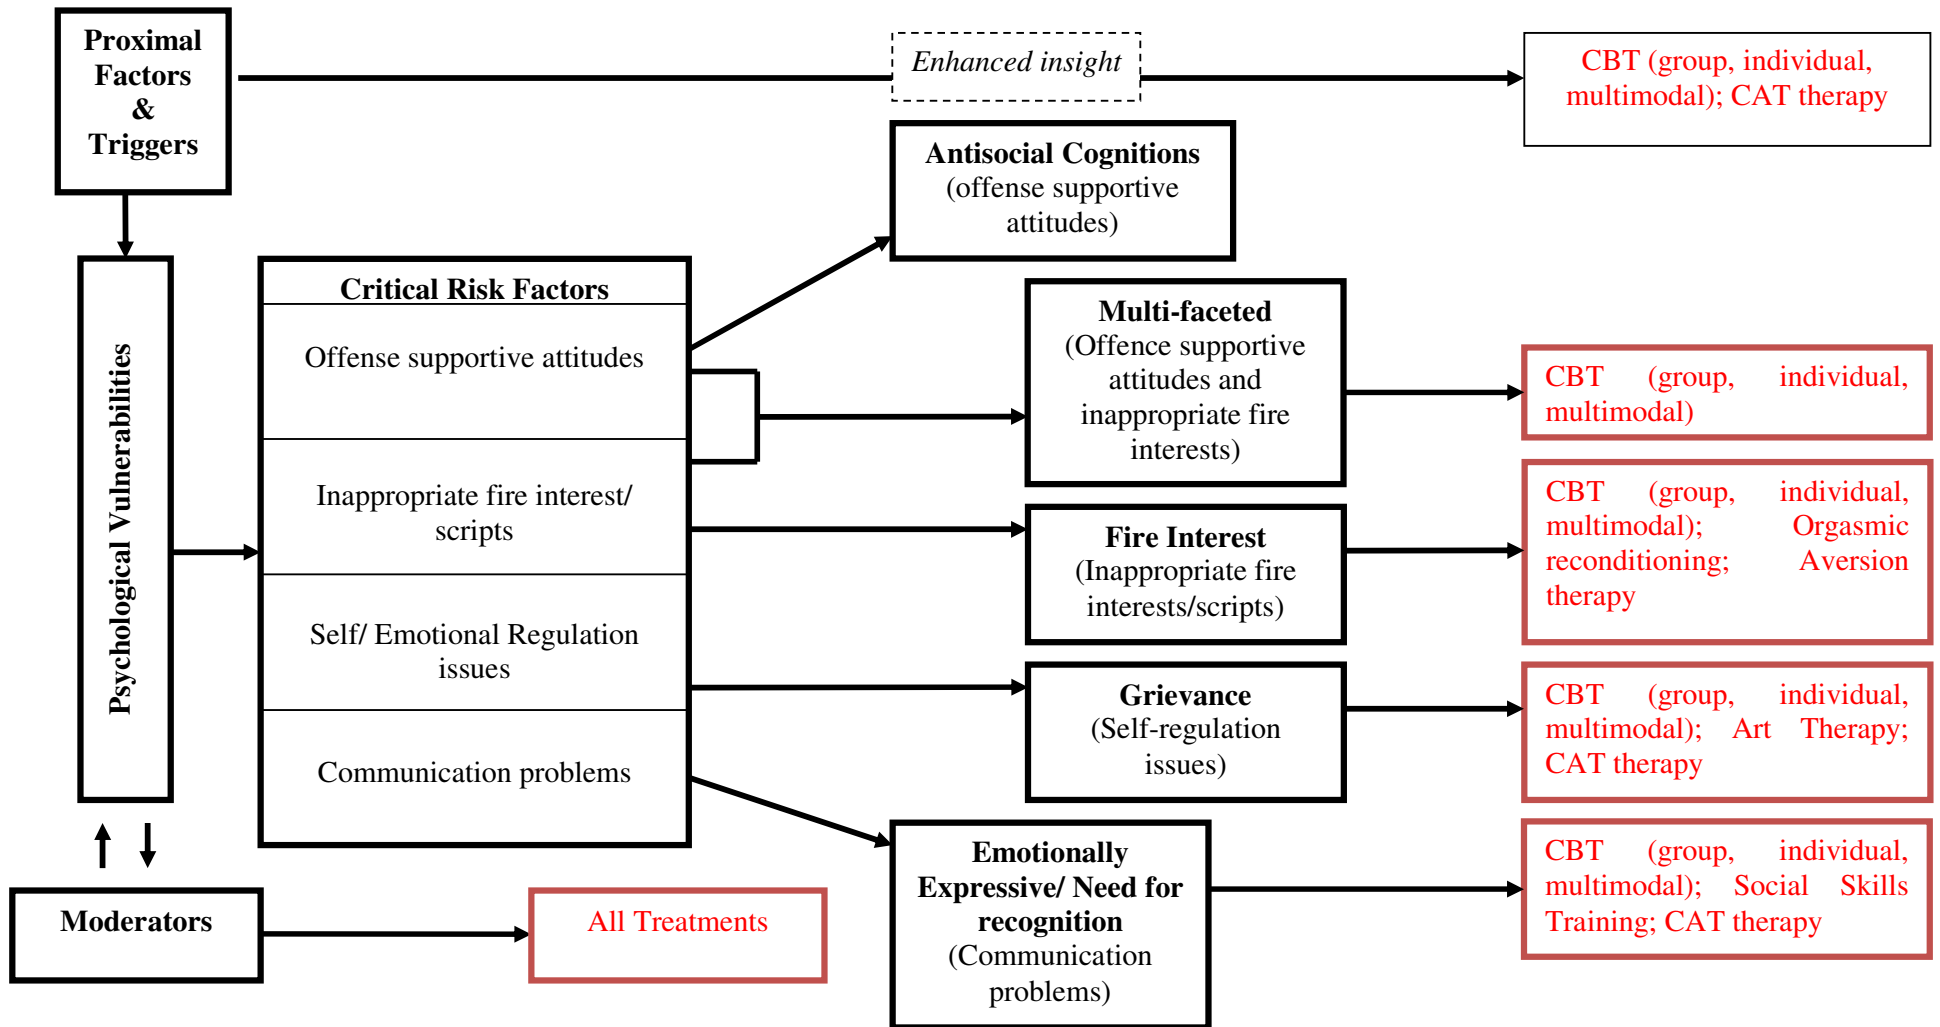 Proximal
Factors
&
Triggers
Enhanced insight
CBT (group, individual,
multimodal); CAT therapy
Antisocial Cognitions
(offense supportive
attitudes)
Psychological Vulnerabilities
Critical Risk Factors
Offense supportive attitudes
Inappropriate fire interest/
scripts
Self/ Emotional Regulation
issues
Communication problems
Multi-faceted
(Offence supportive
attitudes and
inappropriate fire
interests)
CBT (group, individual,
multimodal)
Fire Interest
(Inappropriate fire
interests/scripts)
CBT (group, individual,
multimodal); Orgasmic
reconditioning; Aversion
therapy
Grievance
(Self-regulation
issues)
CBT (group, individual,
multimodal); Art Therapy;
CAT therapy
Emotionally
Expressive/ Need for
recognition
(Communication
problems)
CBT (group, individual,
multimodal); Social Skills
Training; CAT therapy
Moderators
All Treatments